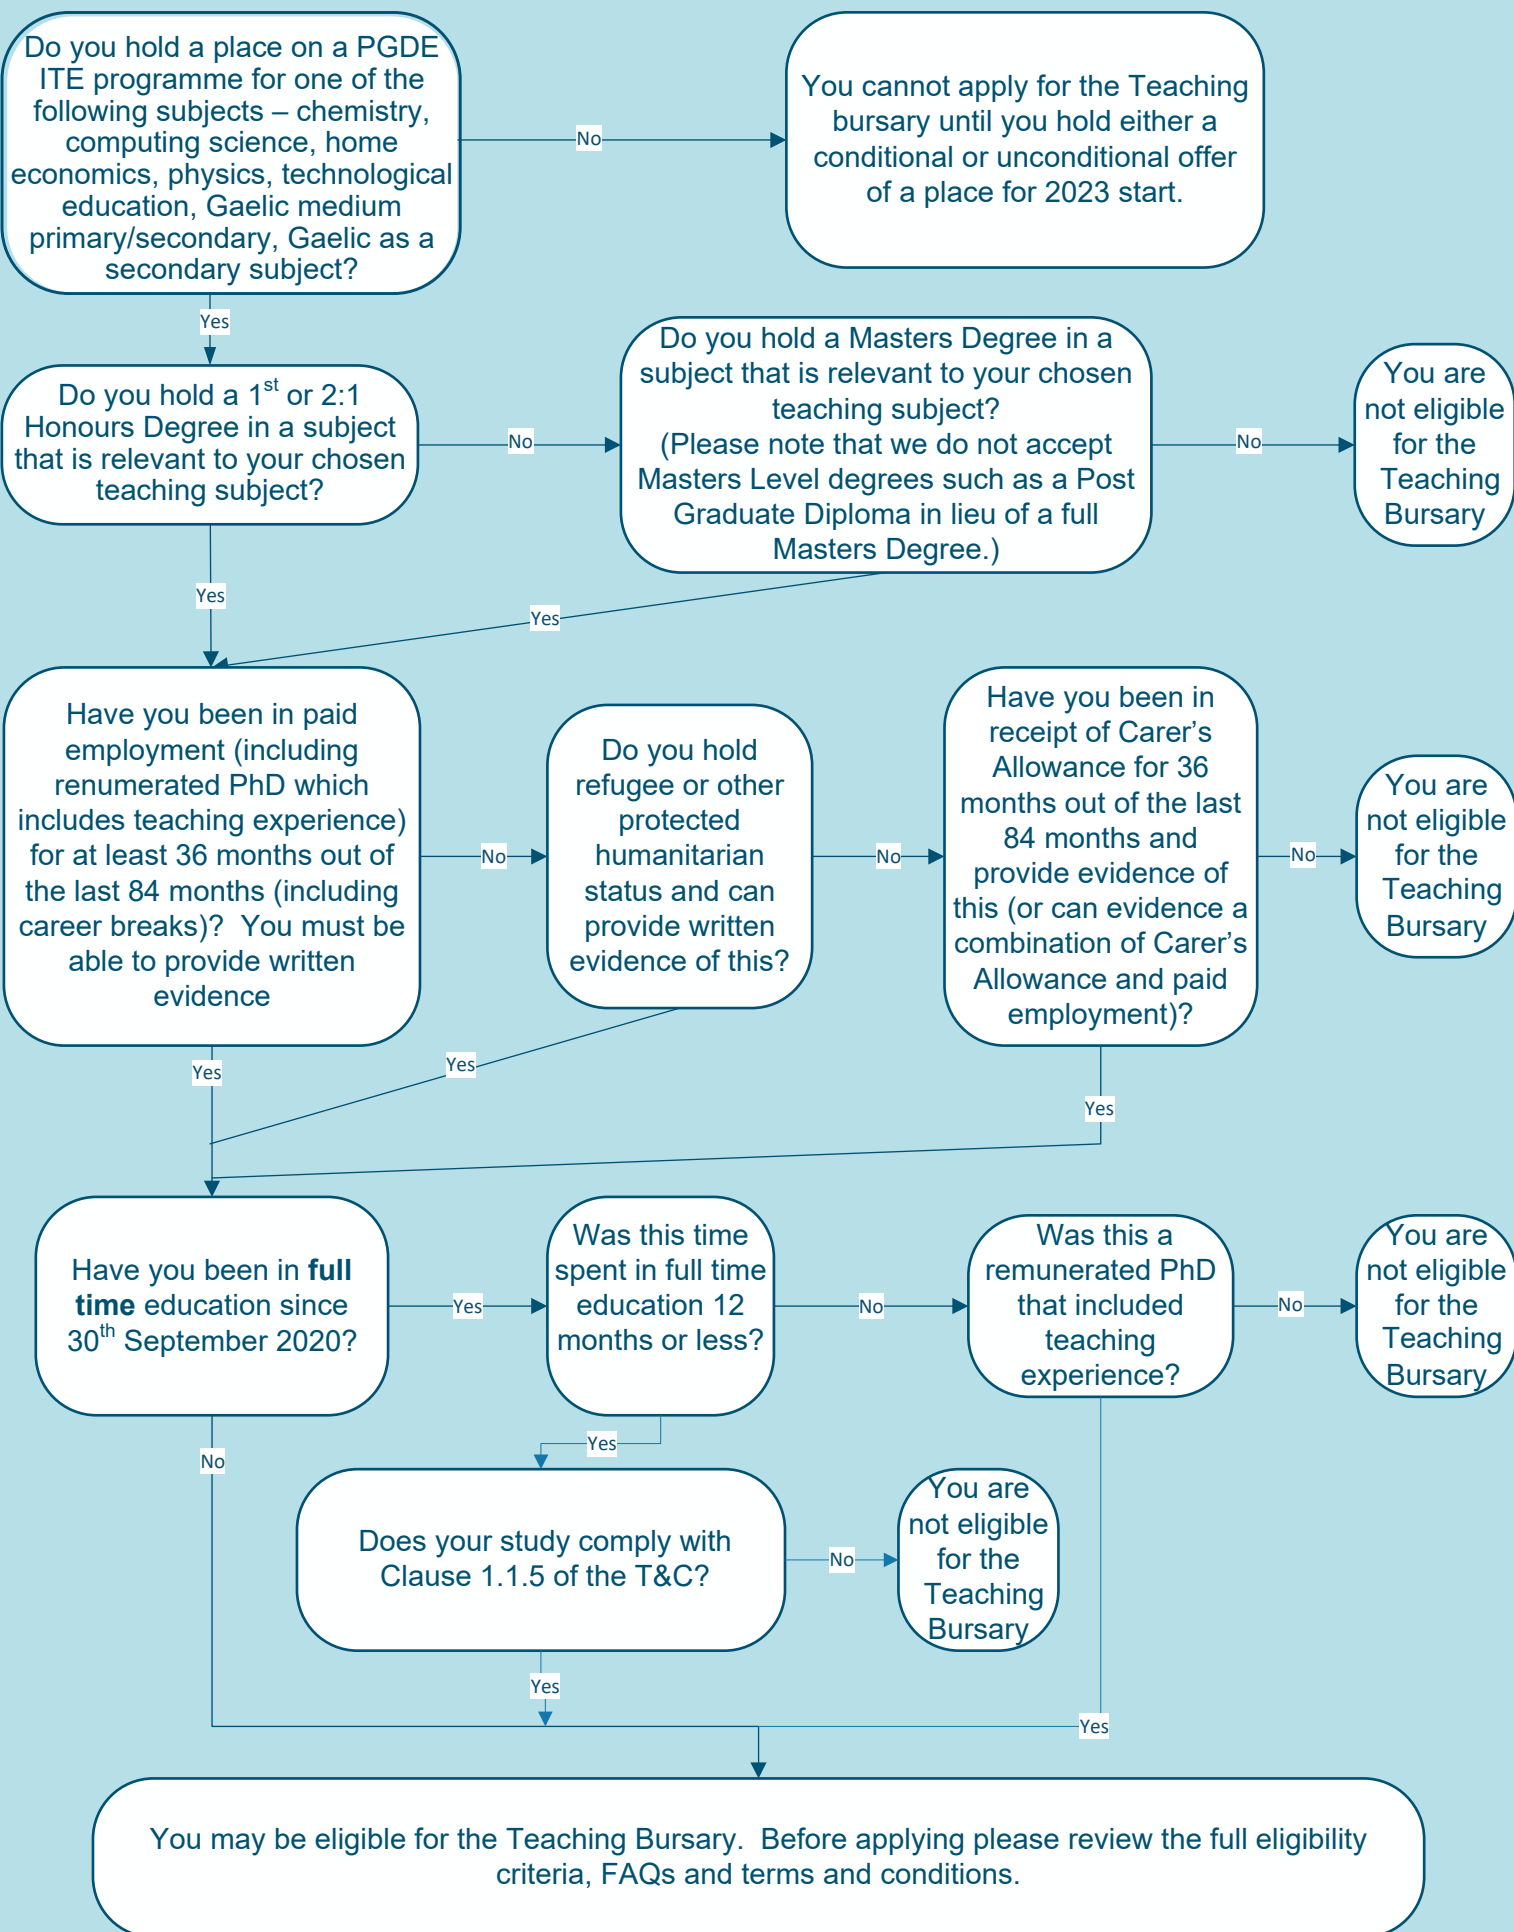 Do you hold a place on a PGDE
ITE programme for one of the
following subjects – chemistry,
computing science, home
economics, physics, technological
education, Gaelic medium
primary/secondary, Gaelic as a
secondary subject?
No
You cannot apply for the Teaching
bursary until you hold either a
conditional or unconditional offer
of a place for 2023 start.
Yes
Do you hold a 1st or 2:1
Honours Degree in a subject
that is relevant to your chosen
teaching subject?
No
Do you hold a Masters Degree in a
subject that is relevant to your chosen
teaching subject?
(Please note that we do not accept
Masters Level degrees such as a Post
Graduate Diploma in lieu of a full
Masters Degree.)
No
You are
not eligible
for the
Teaching
Bursary
Yes
Yes
Have you been in paid
employment (including
renumerated PhD which
includes teaching experience)
for at least 36 months out of
the last 84 months (including
career breaks)? You must be
able to provide written
evidence
No
Do you hold
refugee or other
protected
humanitarian
status and can
provide written
evidence of this?
No
Have you been in
receipt of Carer’s
Allowance for 36
months out of the last
84 months and
provide evidence of
this (or can evidence a
combination of Carer’s
Allowance and paid
employment)?
No
You are
not eligible
for the
Teaching
Bursary
Yes
Yes
Yes
Have you been in full
time education since
30th September 2020?
Yes
Was this time
spent in full time
education 12
months or less?
No
Was this a
remunerated PhD
that included
teaching
experience?
No
You are
not eligible
for the
Teaching
Bursary
No
Yes
Does your study comply with
Clause 1.1.5 of the T&C?
No
You are
not eligible
for the
Teaching
Bursary
Yes
Yes
You may be eligible for the Teaching Bursary. Before applying please review the full eligibility
criteria, FAQs and terms and conditions.